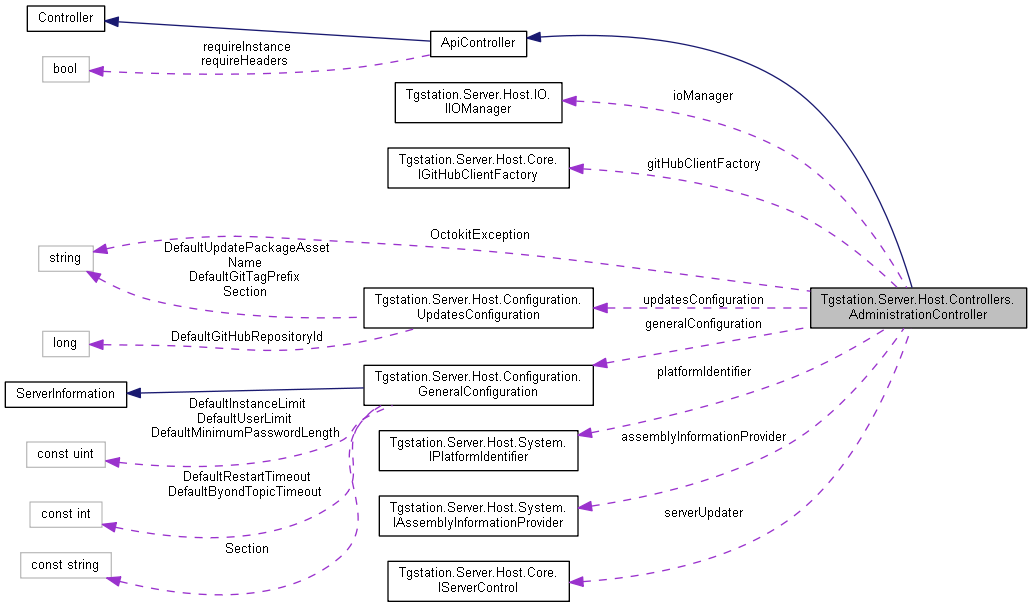 Controller
ApiController
requireInstance
requireHeaders
bool
Tgstation.Server.Host.IO.
IIOManager
ioManager
Tgstation.Server.Host.Core.
IGitHubClientFactory
gitHubClientFactory
OctokitException
string
DefaultUpdatePackageAsset
Name
DefaultGitTagPrefix
Section
Tgstation.Server.Host.Configuration.
UpdatesConfiguration
updatesConfiguration
Tgstation.Server.Host.Controllers.
AdministrationController
generalConfiguration
long
DefaultGitHubRepositoryId
platformIdentifier
Tgstation.Server.Host.Configuration.
GeneralConfiguration
ServerInformation
DefaultInstanceLimit
DefaultUserLimit
DefaultMinimumPasswordLength
assemblyInformationProvider
const uint
Tgstation.Server.Host.System.
IPlatformIdentifier
DefaultRestartTimeout
DefaultByondTopicTimeout
const int
Tgstation.Server.Host.System.
IAssemblyInformationProvider
serverUpdater
Section
const string
Tgstation.Server.Host.Core.
IServerControl